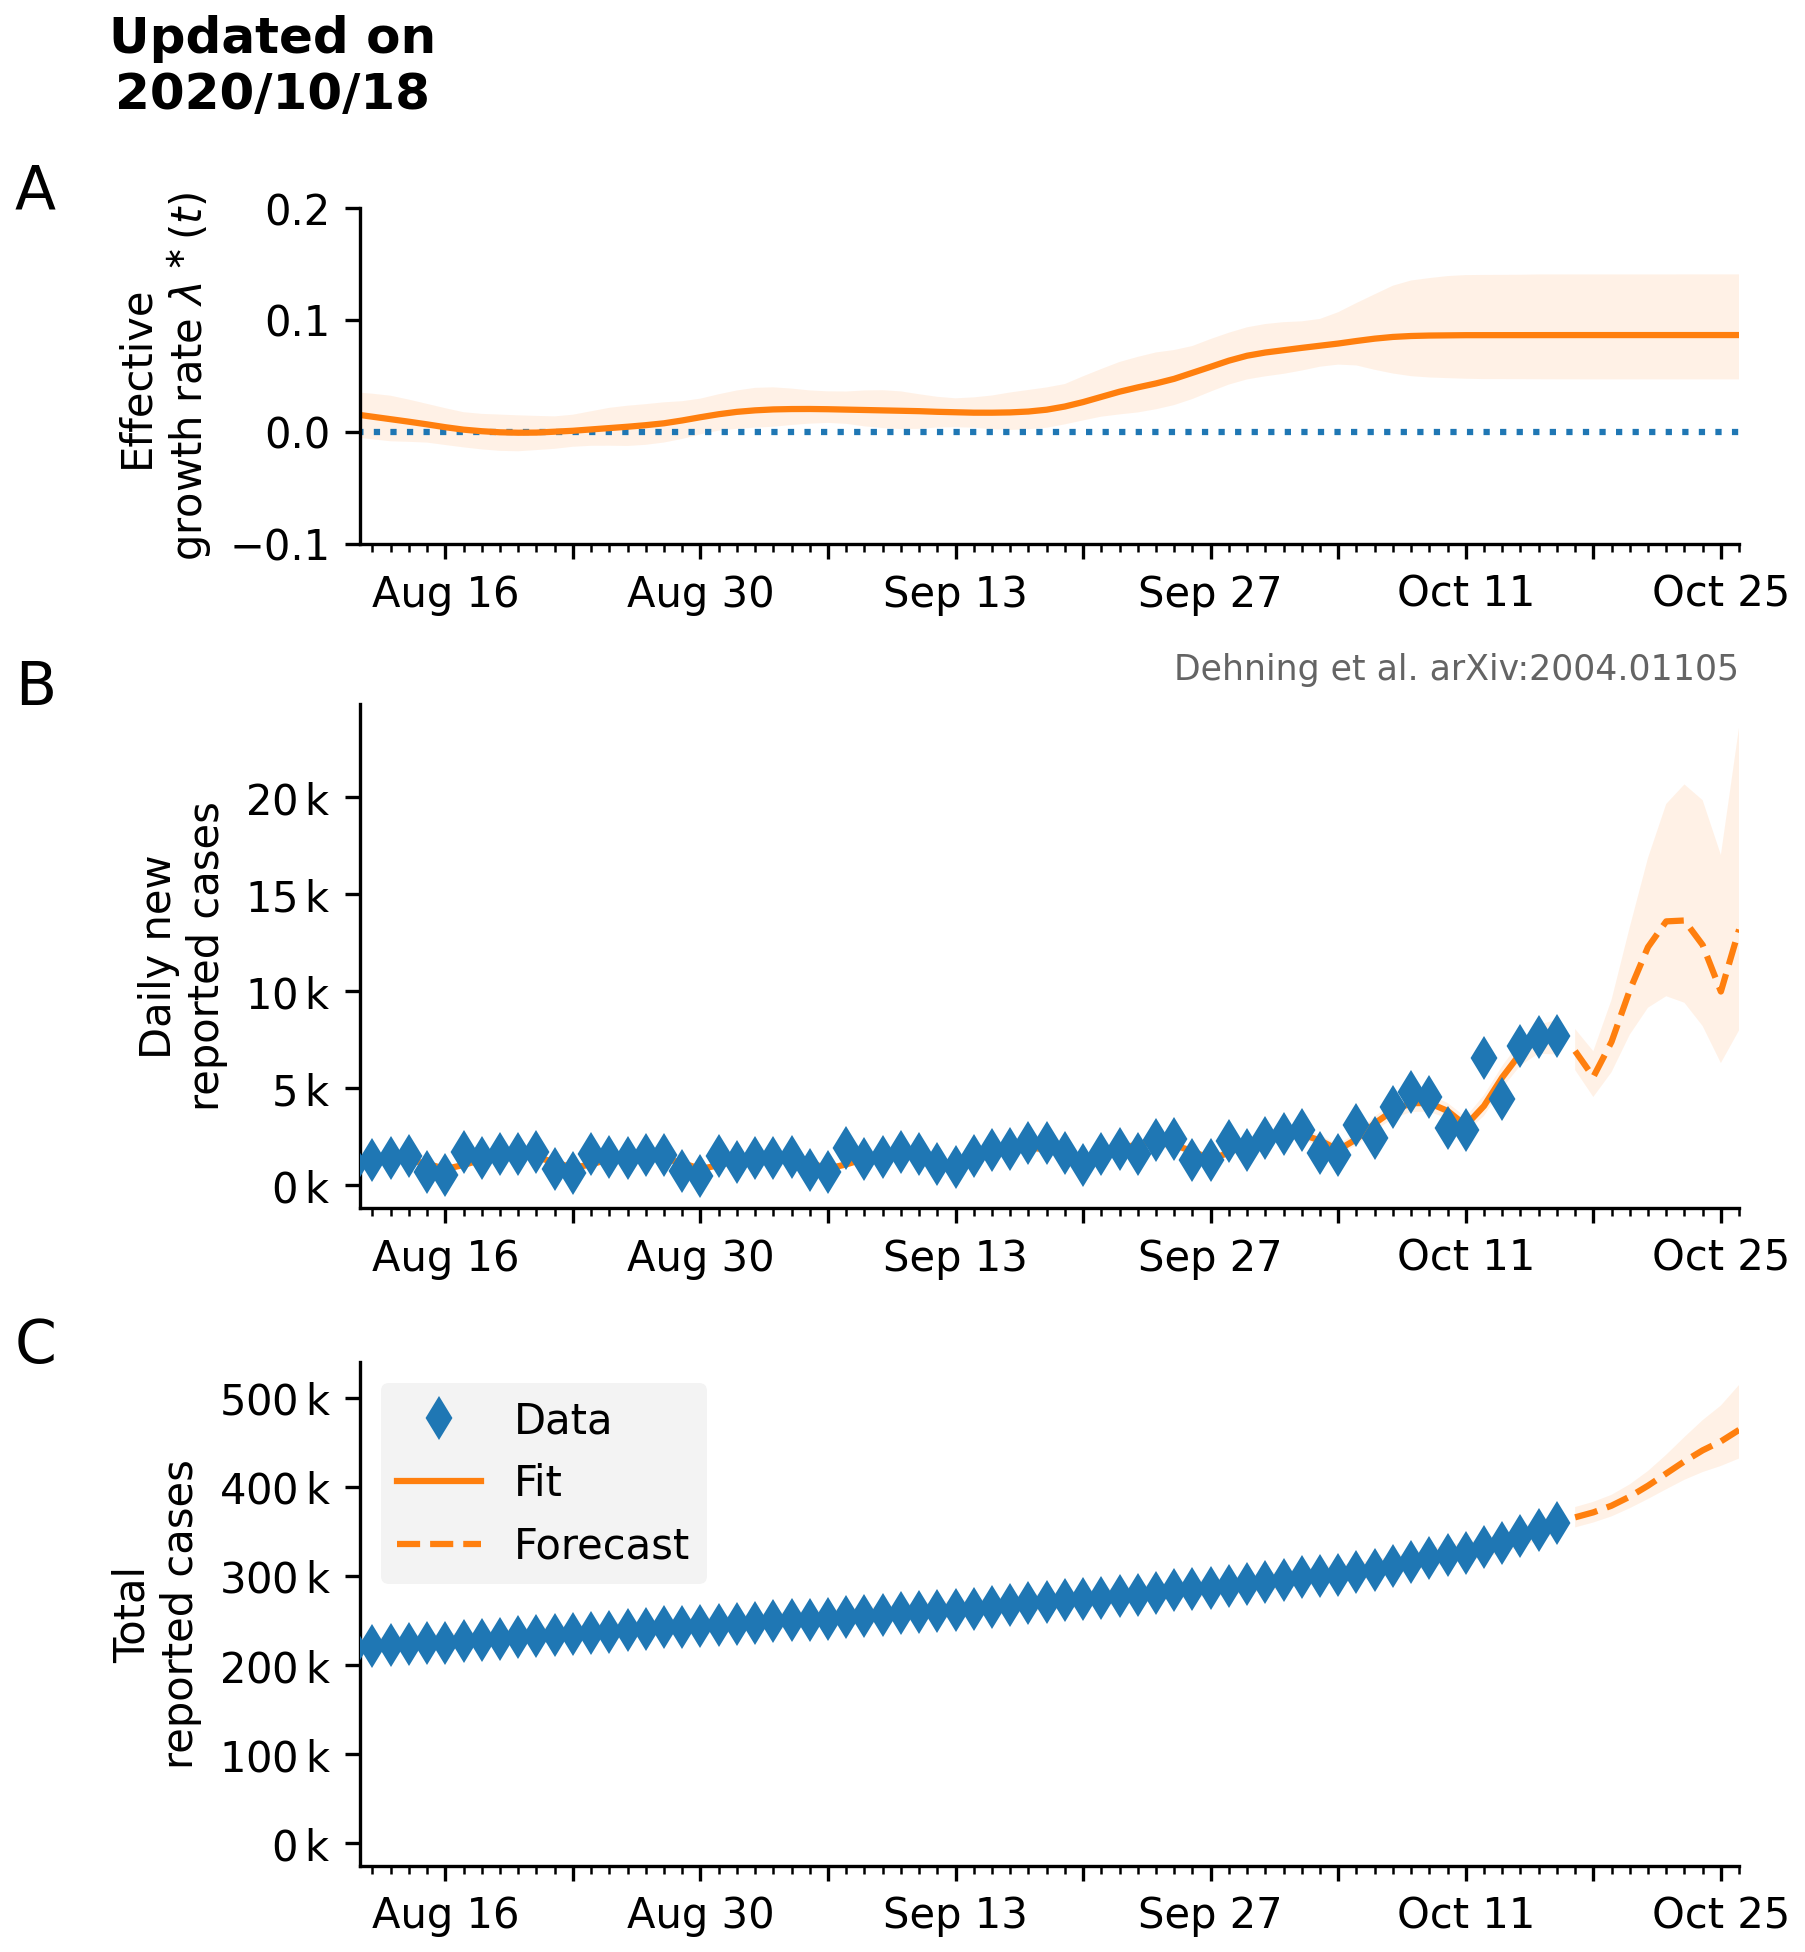 Updated on
2020/10/18
A
Effective
growth rate λ * (t)
0.2
0.1
0.0
−0.1
Aug 16 Aug 30 Sep 13 Sep 27 Oct 11 Oct 25
Dehning et al. arXiv:2004.01105
B
Daily new
reported cases
20 k
15 k
10 k
5 k
0 k
Aug 16 Aug 30 Sep 13 Sep 27 Oct 11 Oct 25
C
Total
reported cases
500 k
400 k
300 k
200 k
100 k
0 k
Data
Fit
Forecast
Aug 16 Aug 30 Sep 13 Sep 27 Oct 11 Oct 25